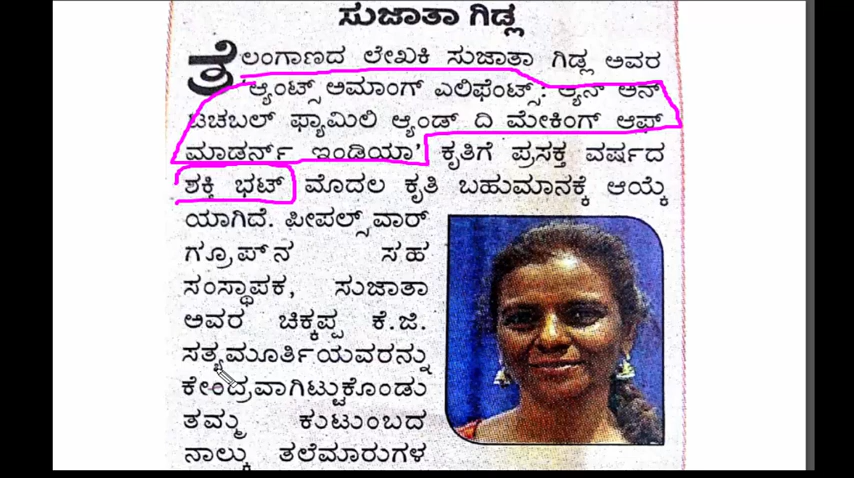 ಸುಜಾತಾ ಗಿಡ್ಲ
ತೆಲಂಗಾಣದ ಲೇಖಕಿ ಸುಜಾತಾ ಗಿಡ್ಲ ಅವರ
'ಆ್ಯಂಟ್ಸ್ ಅಮಾಂಗ್ ಎಲಿಫೆಂಟ್ಸ್: ಆ್ಯನ್ ಅನ್
ಟಚಬಲ್ ಫ್ಯಾಮಿಲಿ ಆ್ಯಂಡ್ ದಿ ಮೇಕಿಂಗ್ ಆಫ್
ಮಾಡರ್ನ್ ಇಂಡಿಯಾ' ಕೃತಿಗೆ ಪ್ರಸಕ್ತ ವರ್ಷದ
ಶಕ್ತಿ ಭಟ್ ಮೊದಲ ಕೃತಿ ಬಹುಮಾನಕ್ಕೆ ಆಯ್ಕೆ
ಯಾಗಿದೆ. ಪೀಪಲ್ಸ್ ವಾರ್
ಗ್ರೂಪ್‌ನ ಸಹ
ಸಂಸ್ಥಾಪಕ, ಸುಜಾತಾ
ಅವರ ಚಿಕ್ಕಪ್ಪ ಕೆ.ಜಿ.
ಸತ್ಯಮೂರ್ತಿಯವರನ್ನು
ಕೇಂದ್ರವಾಗಿಟ್ಟುಕೊಂಡು
ತಮ್ಮ ಕುಟುಂಬದ
ನಾಲ್ಕು ತಲೆಮಾರುಗಳ